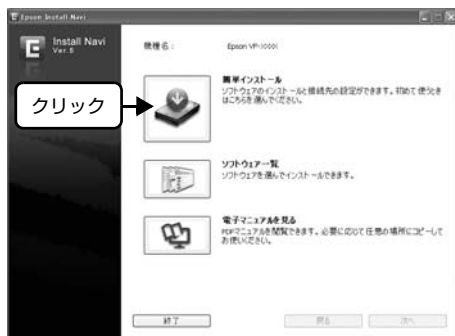 Epson Install Navi
Install Navi
Ver.8
機種名:
Epson VP-XXXX
簡単インストール
ソフトウェアのインストールと接続先の設定ができます。初めて使うときはこちらを選んでください。
クリック
ソフトウェア一覧
ソフトウェアを選んでインストールできます。
電子マニュアルを見る
PDFマニュアルを閲覧できます。必要に応じて任意の場所にコピーして
お使いください。
終了
戻る
次へ